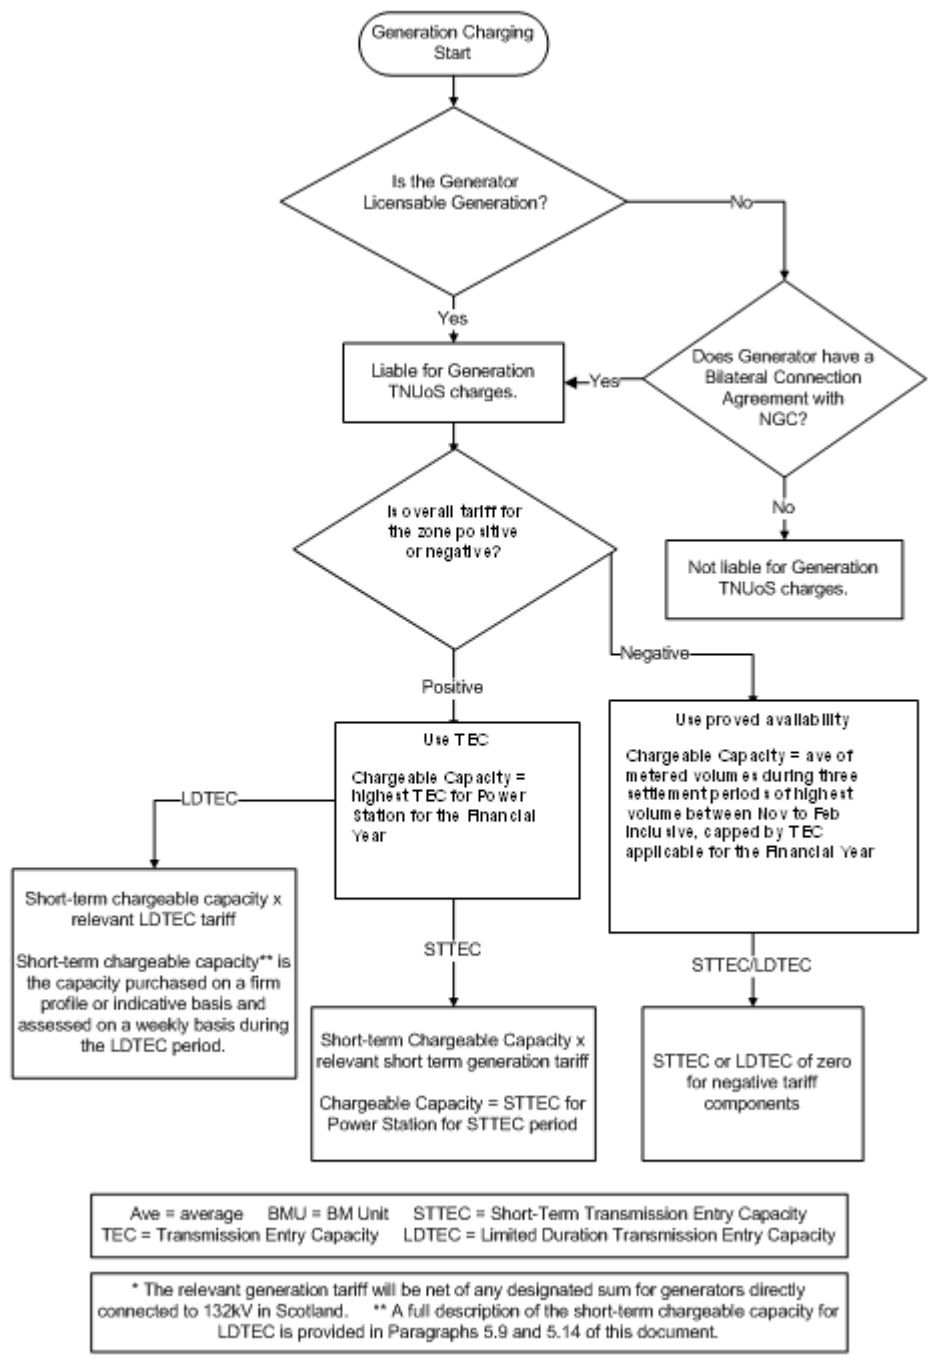 Generation Charging
Start
Is the Generator
Licensable Generation?
No
Yes
Liable for Generation
TNUoS charges.
Yes
Does Generator have a
Bilateral Connection
Agreement with
NGC?
No
Not liable for Generation
TNUoS charges.
Is overall tariff for
the zone positive
or negative?
Negative
Positive
Use TEC
Chargeable Capacity =
highest TEC for Power
Station for the Financial
Year
Use proved availability
Chargeable Capacity = ave of
metered volumes during three
settlement periods of highest
volume between Nov to Feb
inclusive, capped by TEC
applicable for the Financial Year
LDTEC
Short-term chargeable capacity x
relevant LDTEC tariff
Short-term chargeable capacity** is
the capacity purchased on a firm
profile or indicative basis and
assessed on a weekly basis during
the LDTEC period.
STTEC
Short-term Chargeable Capacity x
relevant short term generation tariff
Chargeable Capacity = STTEC for
Power Station for STTEC period
STTEC/LDTEC
STTEC or LDTEC of zero
for negative tariff
components
Ave = average BMU = BM Unit STTEC = Short-Term Transmission Entry Capacity
TEC = Transmission Entry Capacity LDTEC = Limited Duration Transmission Entry Capacity
* The relevant generation tariff will be net of any designated sum for generators directly
connected to 132kV in Scotland. ** A full description of the short-term chargeable capacity for
LDTEC is provided in Paragraphs 5.9 and 5.14 of this document.